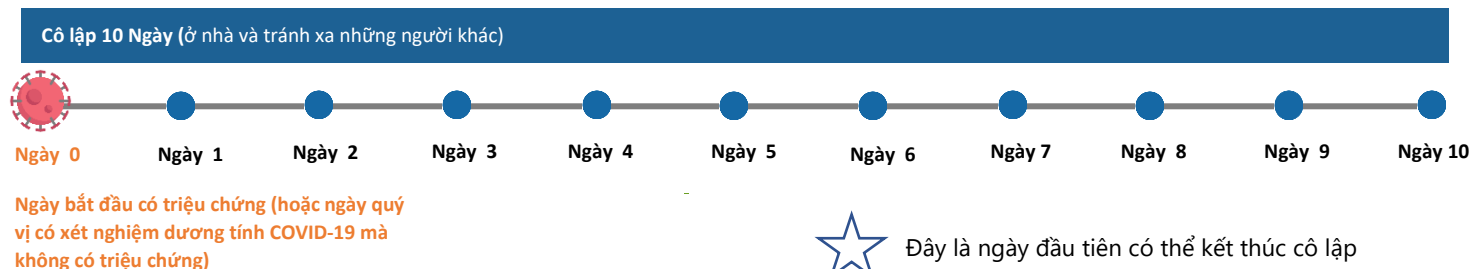 Cô lập 10 Ngày (ở nhà và tránh xa những người khác)
Ngày 0 Ngày 1 Ngày 2 Ngày 3 Ngày 4 Ngày 5 Ngày 6 Ngày 7 Ngày 8 Ngày 9 Ngày 10
Ngày bắt đầu có triệu chứng (hoặc ngày quý
vị có xét nghiệm dương tính COVID-19 mà
không có triệu chứng)
Đây là ngày đầu tiên có thể kết thúc cô lập